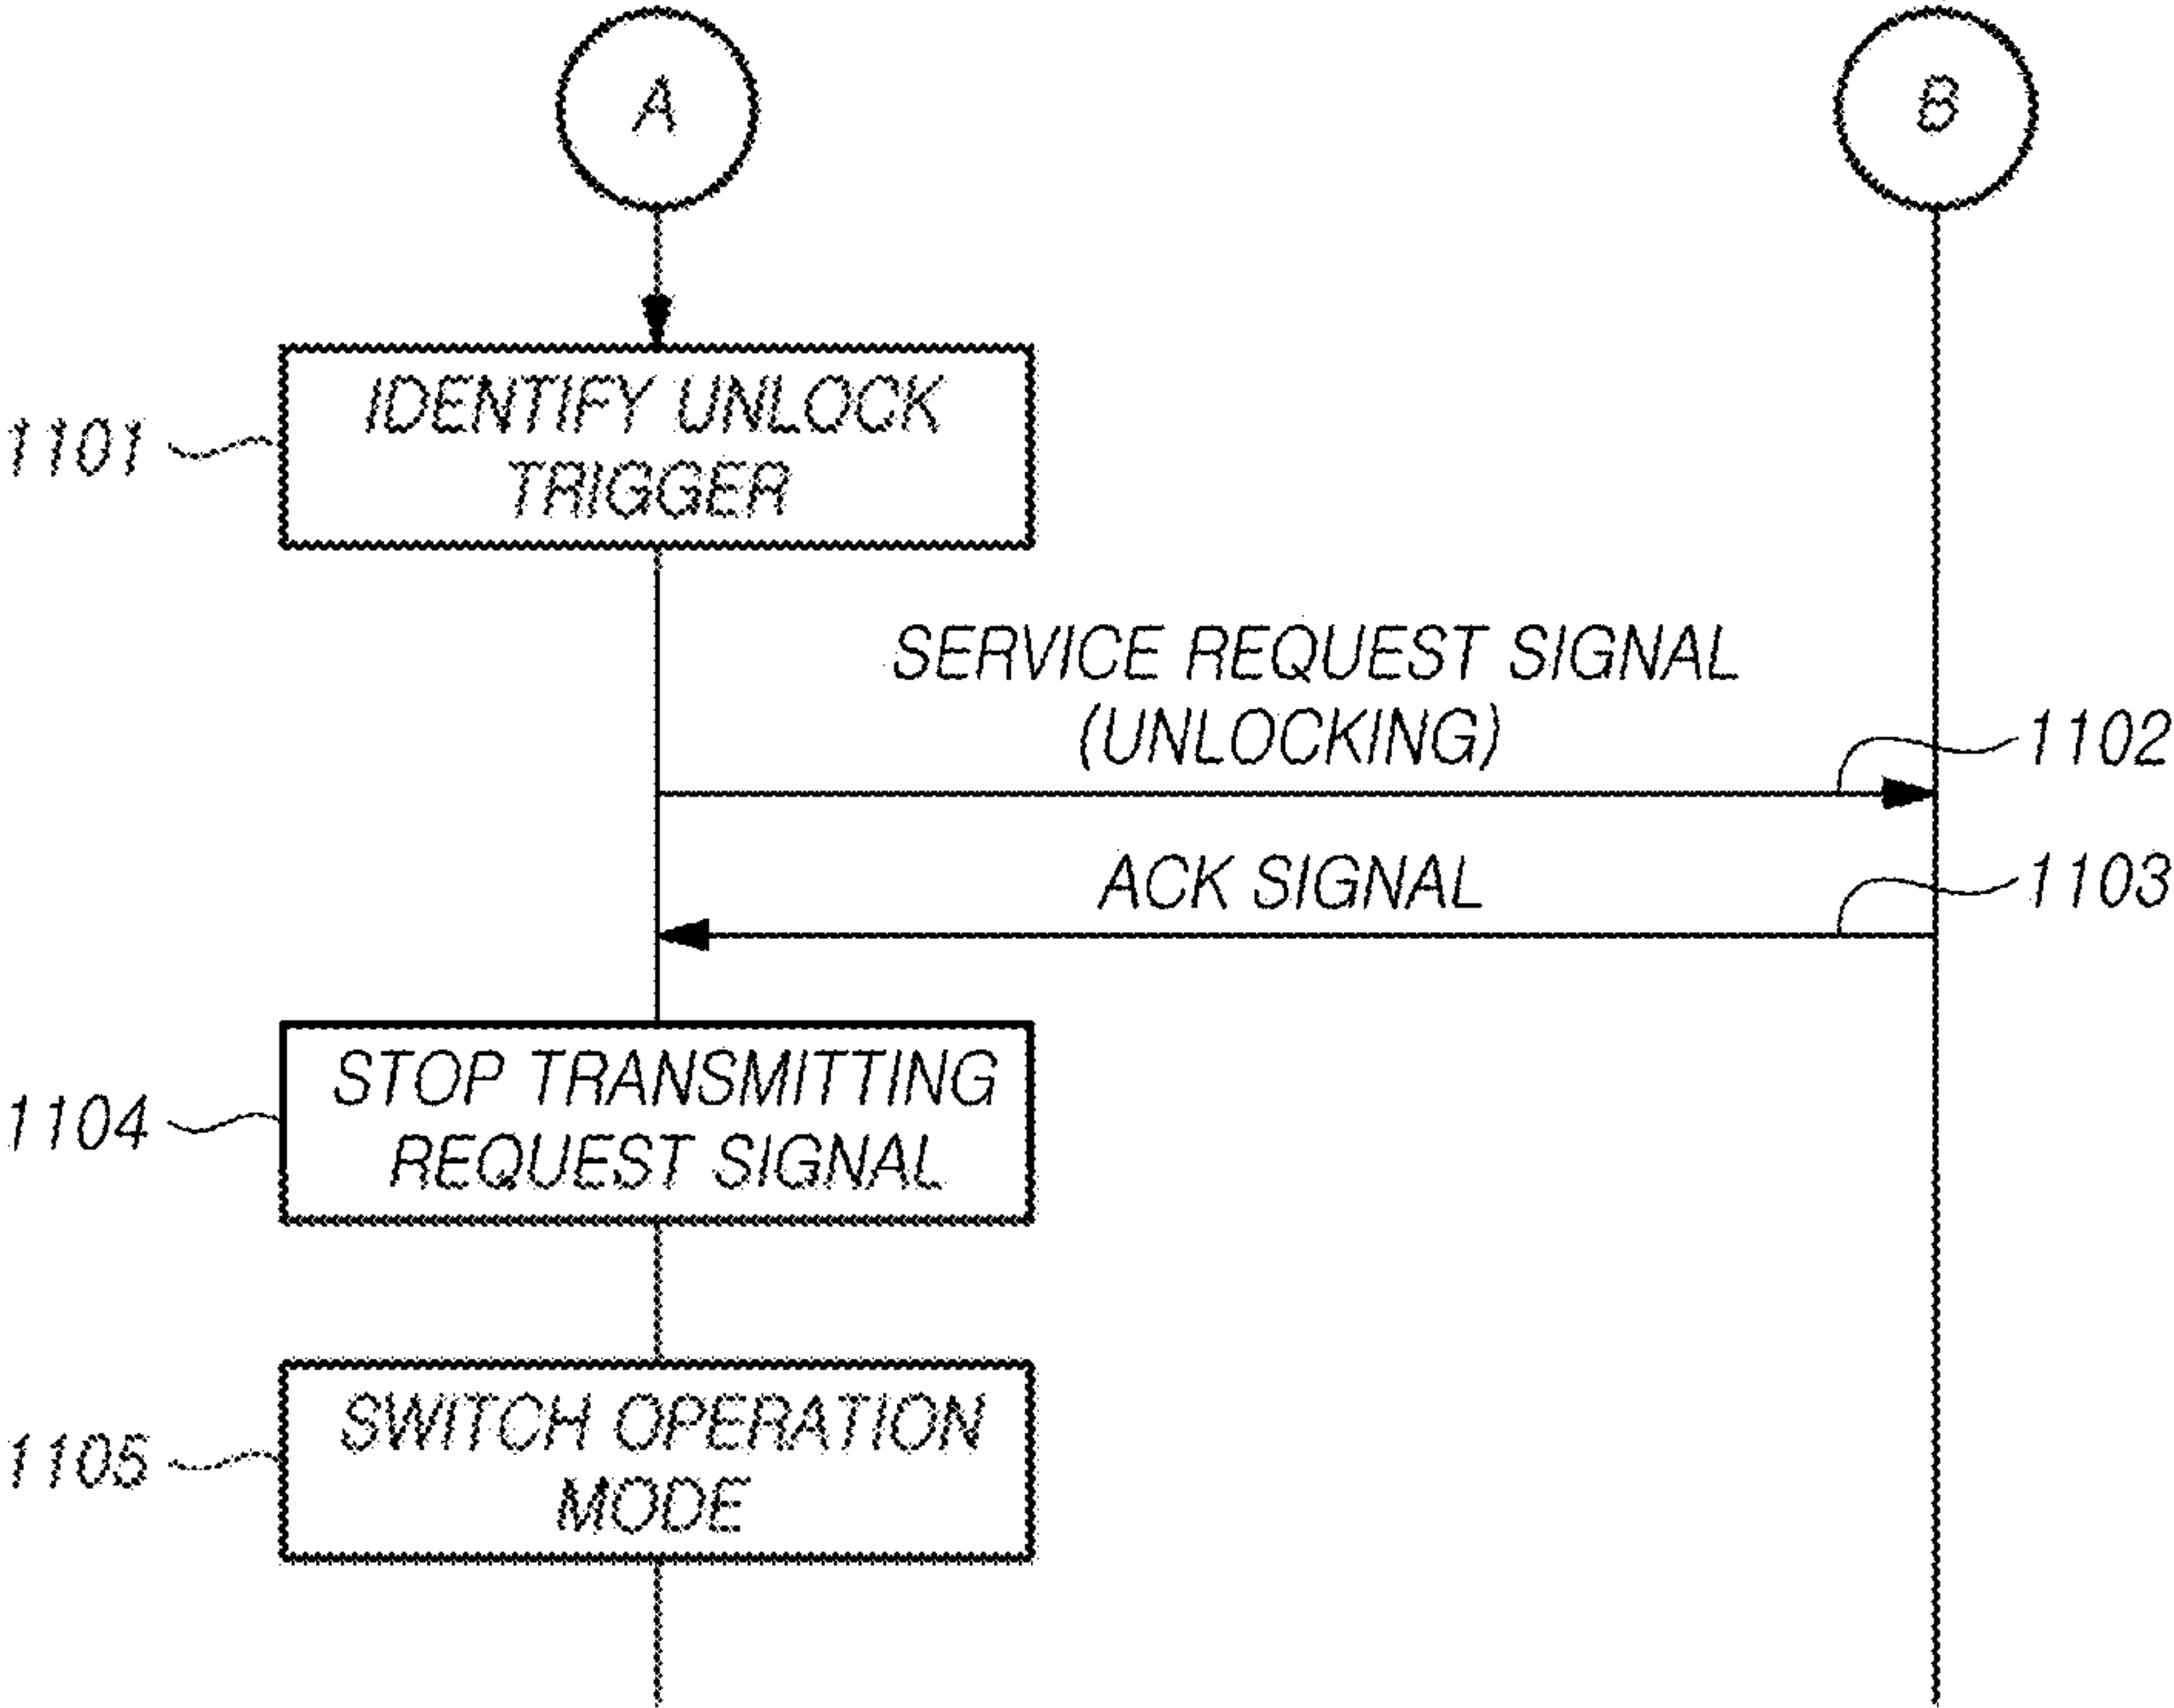 A
B
IDENTIFY UNLOCK
TRIGGER
1101
SERVICE REQUEST SIGNAL
(UNLOCKING)
1102
ACK SIGNAL
1103
STOP TRANSMITTING
REQUEST SIGNAL
1104
SWITCH OPERATION
MODE
1105